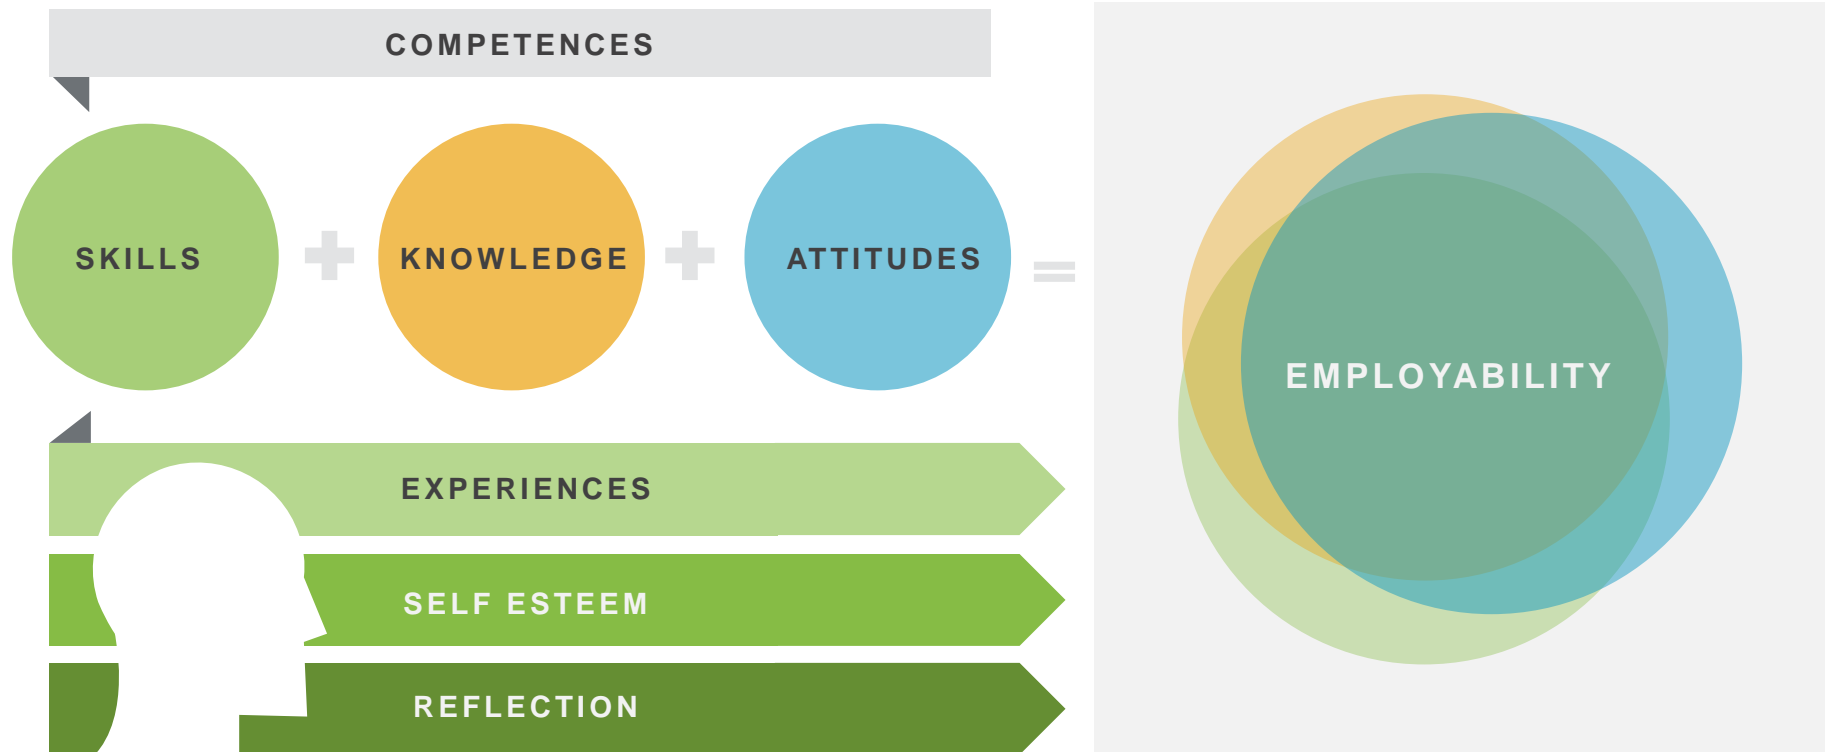 COMPETENCES
SKILLS
KNOWLEDGE
ATTITUDES
EMPLOYABILITY
EXPERIENCES
SELF ESTEEM
REFLECTION